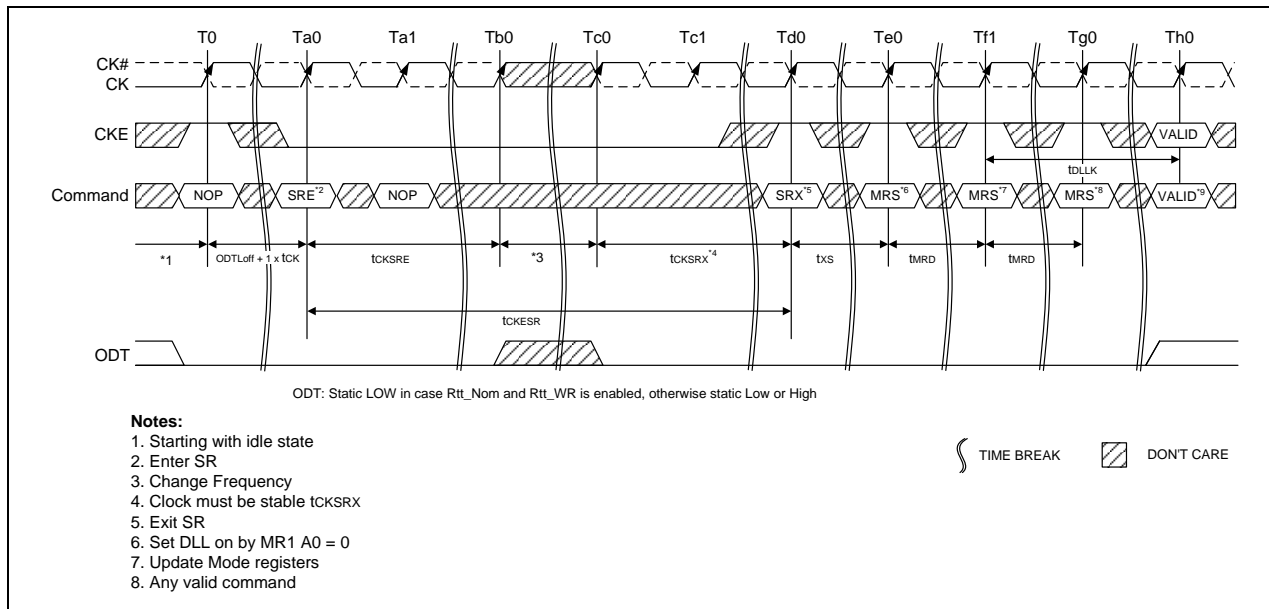 T0 Ta0 Ta1 Tb0 Tc0 Tc1 Td0 Te0 Tf1 Tg0 Th0
CK#
CK
CKE VALID
tDLLK
Command NOP SRE*2 NOP SRX*5 MRS*6 MRS*7 MRS*8 VALID*9
*1 ODTLoff + 1 x tCK tCKSRE *3 tCKSRX*4 tXS tMRD tMRD
tCKESR
ODT
ODT: Static LOW in case Rtt_Nom and Rtt_WR is enabled, otherwise static Low or High
Notes:
1. Starting with idle state
2. Enter SR
3. Change Frequency
4. Clock must be stable tCKSRX
5. Exit SR
6. Set DLL on by MR1 A0 = 0
7. Update Mode registers
8. Any valid command
TIME BREAK DON'T CARE